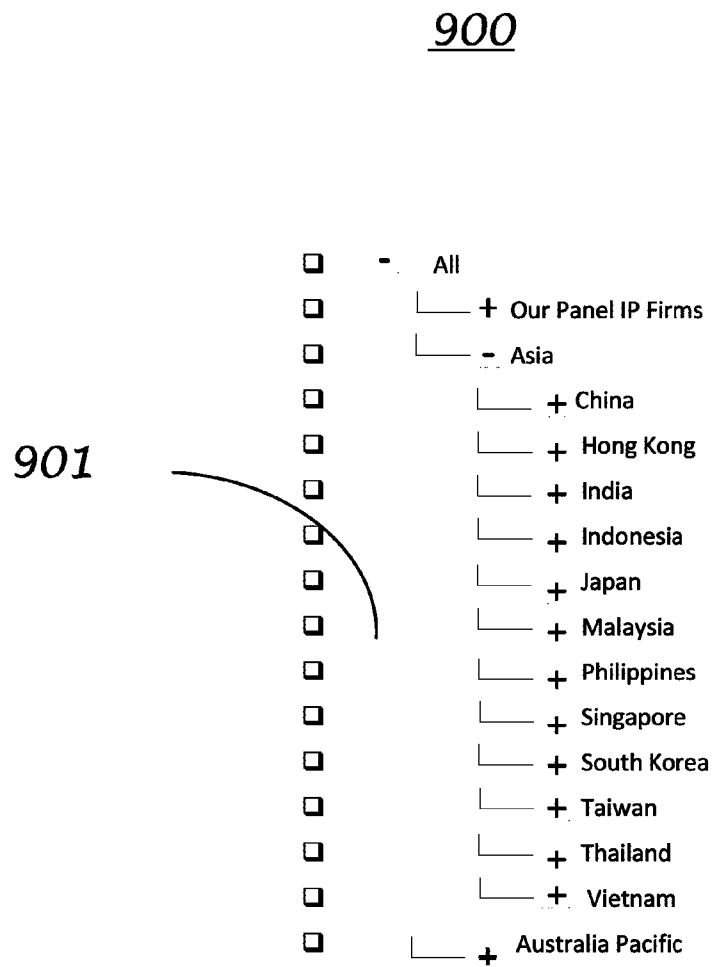 900
- All
+ Our Panel IP Firms
- Asia
+ China
+ Hong Kong
901
+ India
+ Indonesia
+ Japan
+ Malaysia
+ Philippines
+ Singapore
+ South Korea
+ Taiwan
+ Thailand
+ Vietnam
+ Australia Pacific